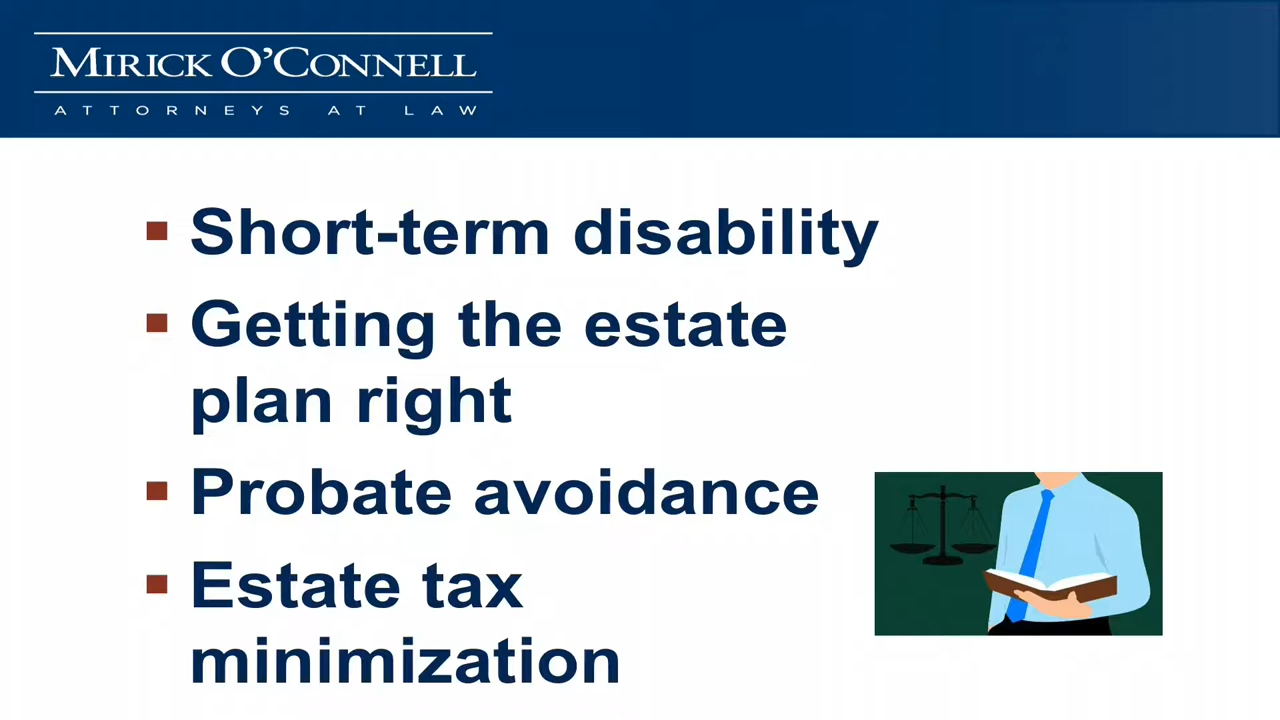 MIRICK O'CONNELL
ATTORNEYS AT LAW
Short-term disability
Getting the estate
plan right
Probate avoidance
Estate tax
minimization